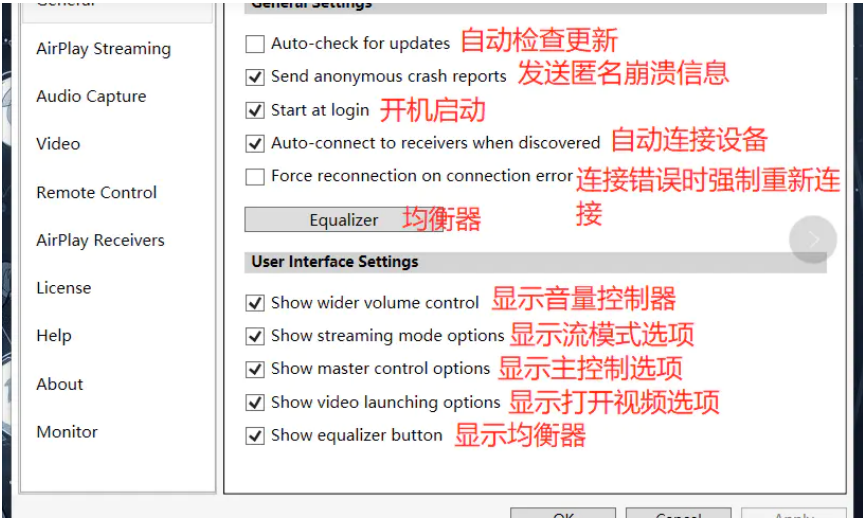 General Settings
AirPlay Streaming
Audio Capture
Video
Remote Control
AirPlay Receivers
License
Help
About
Monitor
Auto-check for updates 自动检查更新
Send anonymous crash reports 发送匿名崩溃信息
Start at login 开机启动
Auto-connect to receivers when discovered 自动连接设备
Force reconnection on connection error 连接错误时强制重新连
接
Equalizer 均衡器
User Interface Settings
Show wider volume control 显示音量控制器
Show streaming mode options 显示流模式选项
Show master control options 显示主控制选项
Show video launching options 显示打开视频选项
Show equalizer button 显示均衡器
OK Cancel Apply